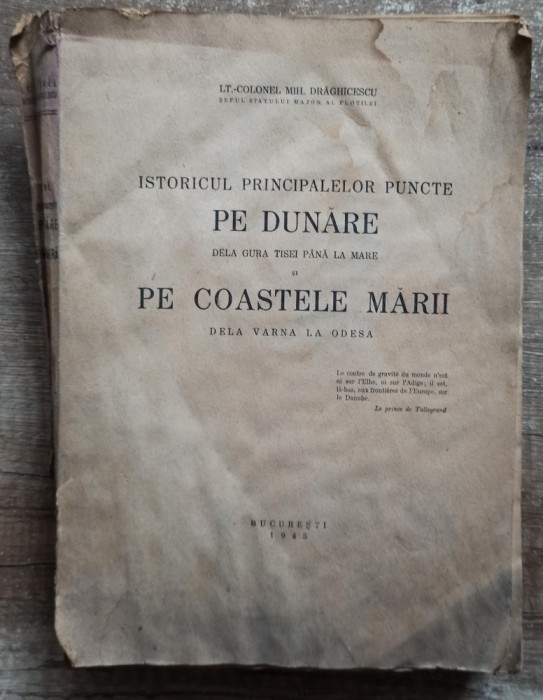 LT.-COLONEL MIH. DRĂGHICESCU
ȘEFUL STATULUI MAJOR AL FLOTILEI
ISTORICUL PRINCIPALELOR PUNCTE
PE DUNĂRE
DELA GURA TISEI PÂNĂ LA MARE
ȘI
PE COASTELE MĂRII
DELA VARNA LA ODESA
Le centre de gravité du monde n'est
ni sur l'Elbe, ni sur l'Adige; il est,
là-bas, aux frontières de l'Europe, sur
le Danube.
Le prince de Talleyrand
BUCUREȘTI
1943